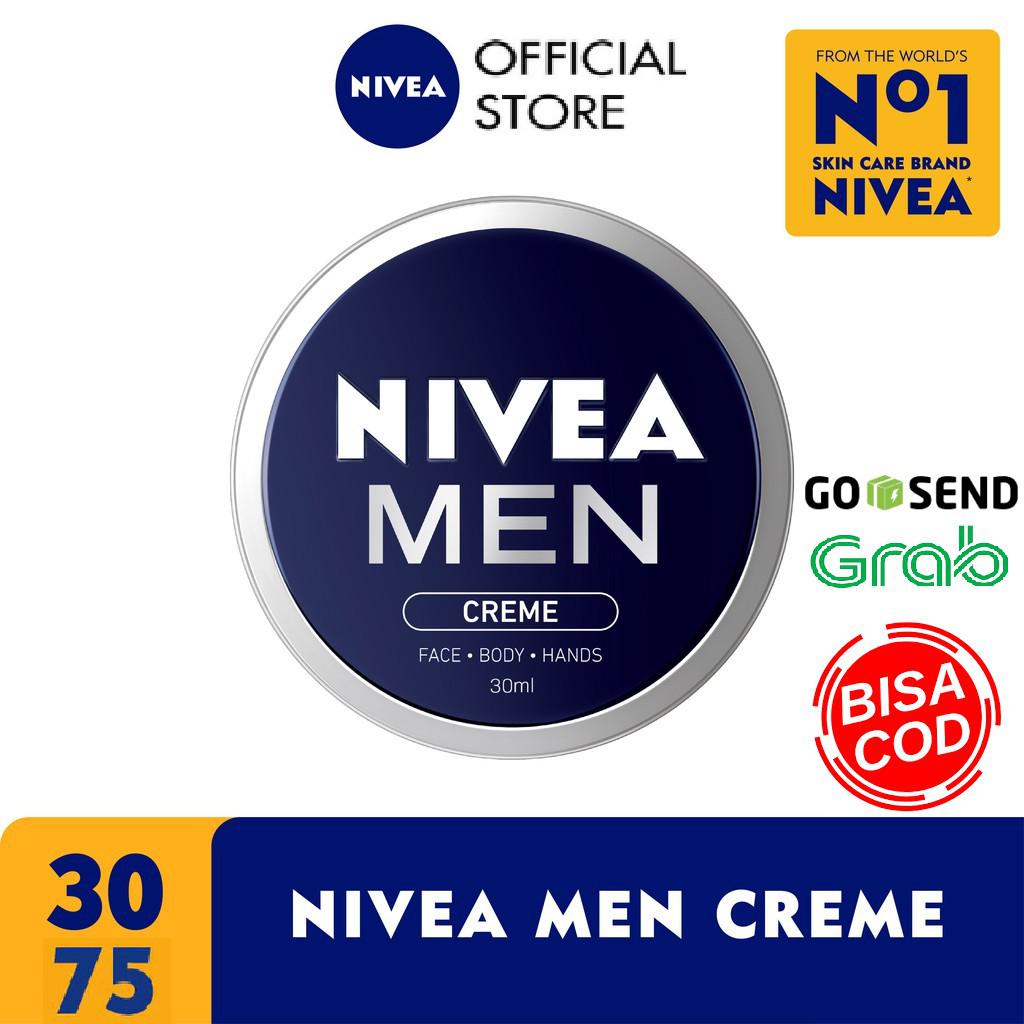 NIVEA
OFFICIAL
STORE
FROM THE WORLD'S
Nº1
SKIN CARE BRAND
NIVEA*
NIVEA
MEN
CREME
FACE • BODY • HANDS
30ml
GO SEND
Grab
BISA
COD
30
75
NIVEA MEN CREME